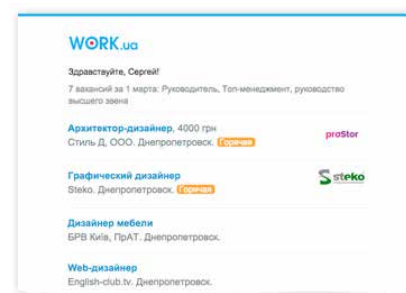 WORK.ua
Здравствуйте, Сергей!
7 вакансий за 1 марта: Руководитель, Топ-менеджмент, руководство
высшего звена
Архитектор-дизайнер, 4000 грн
Стиль Д, ООО. Днепропетровск. Горячая
proStor
Графический дизайнер
Steko. Днепропетровск. Горячая
steko
Дизайнер мебели
БРВ Київ, ПрАТ. Днепропетровск.
Web-дизайнер
English-club.tv. Днепропетровск.